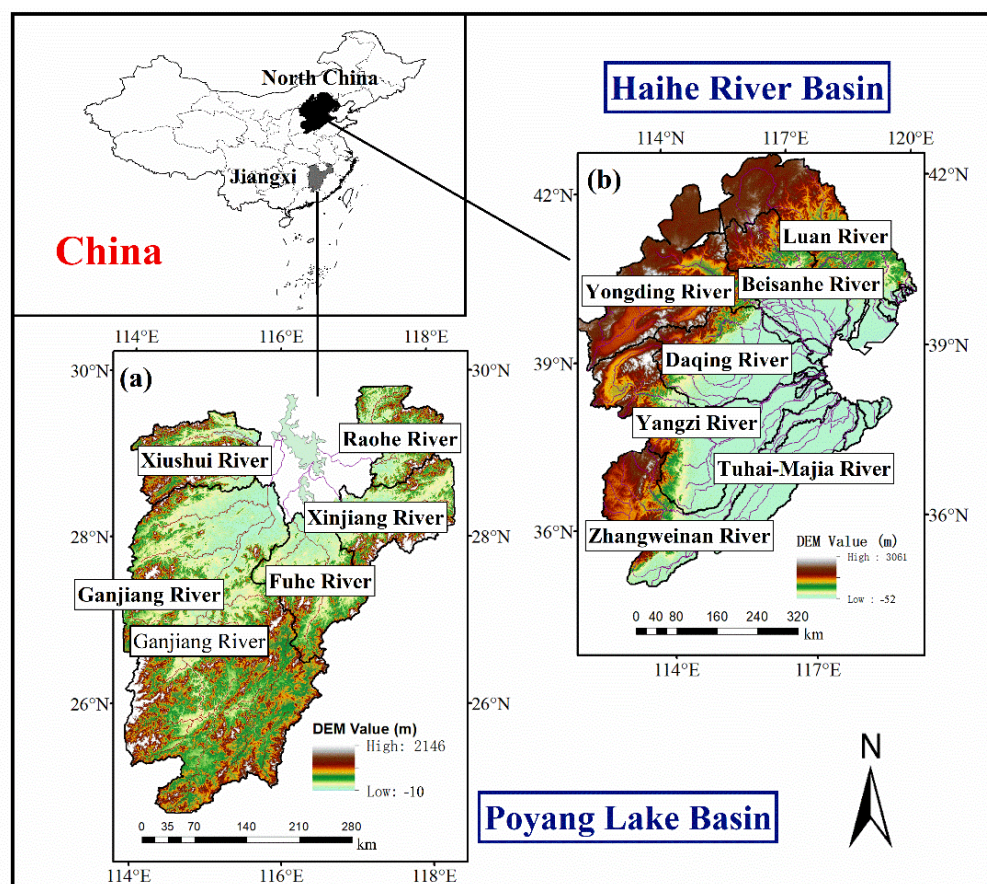 North China
Jiangxi
China
Haihe River Basin
114°E 117°E 120°E
(b)
42°N 42°N
Luan River
Beisanhe River
Yongding River
39°N 39°N
Daqing River
Yangzi River
Tuhai-Majia River
36°N 36°N
Zhangweinan River
DEM Value (m)
High : 3061
Low : -52
0 40 80 160 240 320
km
114°E 117°E
114°E 116°E 118°E
30°N 30°N
(a)
Raohe River
Xiushui River
Xinjiang River
28°N 28°N
Fuhe River
Ganjiang River
Ganjiang River
26°N 26°N
DEM Value (m)
High: 2146
Low: -10
0 35 70 140 210 280
km
114°E 116°E 118°E
Poyang Lake Basin
N